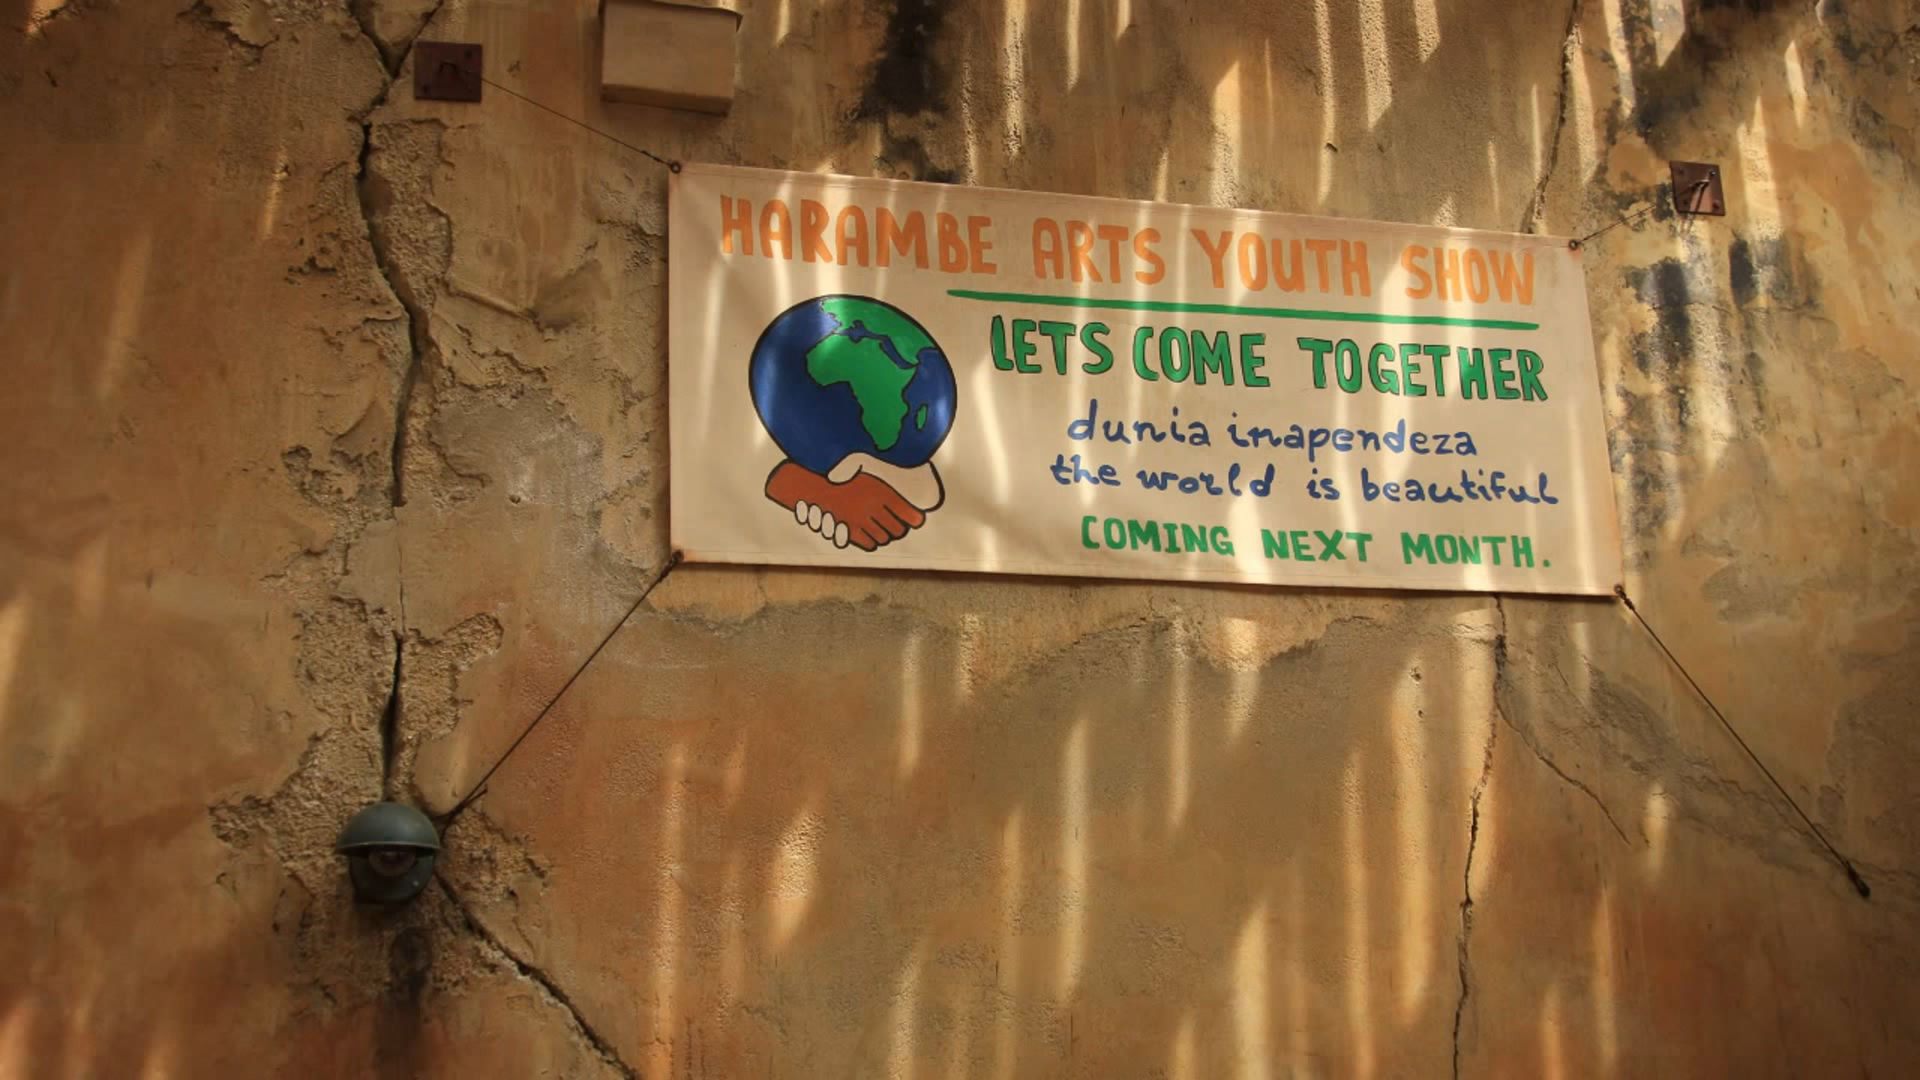 HARAMBE ARTS YOUTH SHOW
LETS COME TOGETHER
dunia inapendeza
the world is beautiful
COMING NEXT MONTH.